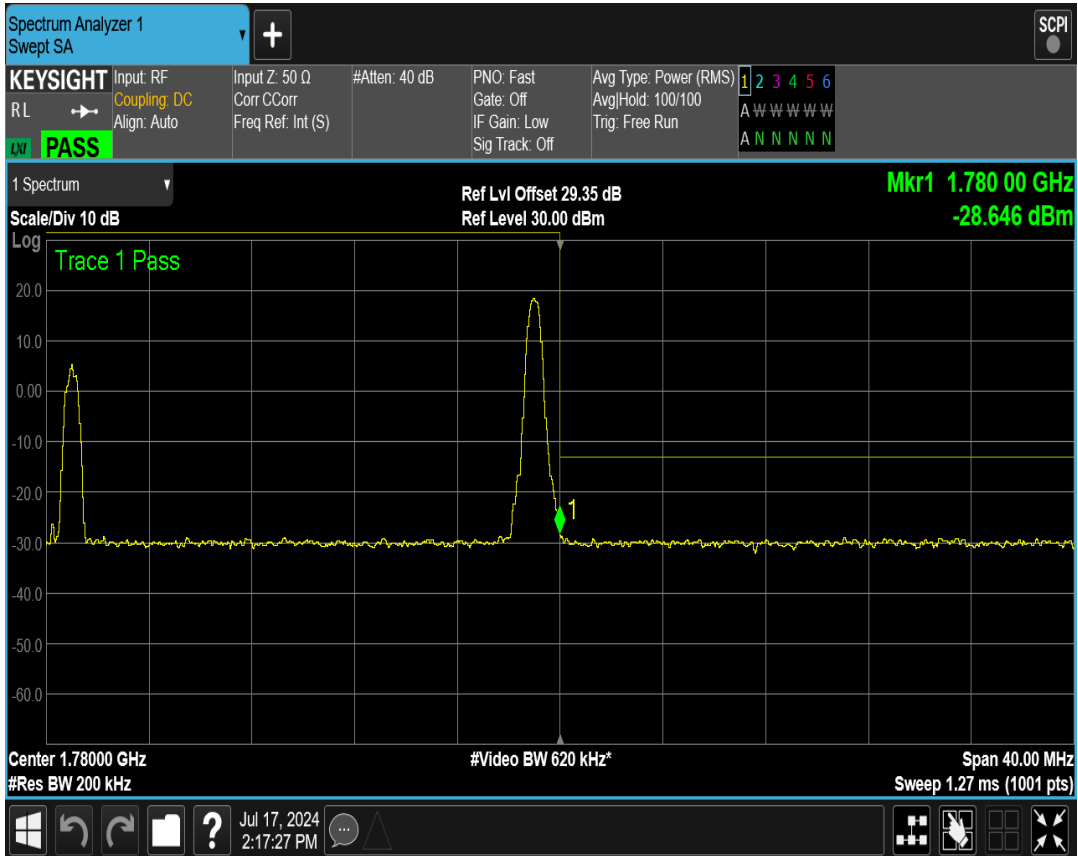 Spectrum Analyzer 1
Swept SA
+
SCPI
KEYSIGHT
RL
LXI
PASS
Input: RF
Coupling: DC
Align: Auto
Input Z: 50 Ω
Corr CCorr
Freq Ref: Int (S)
#Atten: 40 dB
PNO: Fast
Gate: Off
IF Gain: Low
Sig Track: Off
Avg Type: Power (RMS)
Avg|Hold: 100/100
Trig: Free Run
1 2 3 4 5 6
A W W W W W
A N N N N N
1 Spectrum
Scale/Div 10 dB
Ref Lvl Offset 29.35 dB
Ref Level 30.00 dBm
Mkr1 1.780 00 GHz
-28.646 dBm
Log
Trace 1 Pass
20.0
10.0
0.00
-10.0
-20.0
1
-30.0
-40.0
-50.0
-60.0
Center 1.78000 GHz
#Res BW 200 kHz
#Video BW 620 kHz*
Span 40.00 MHz
Sweep 1.27 ms (1001 pts)
?
Jul 17, 2024
2:17:27 PM